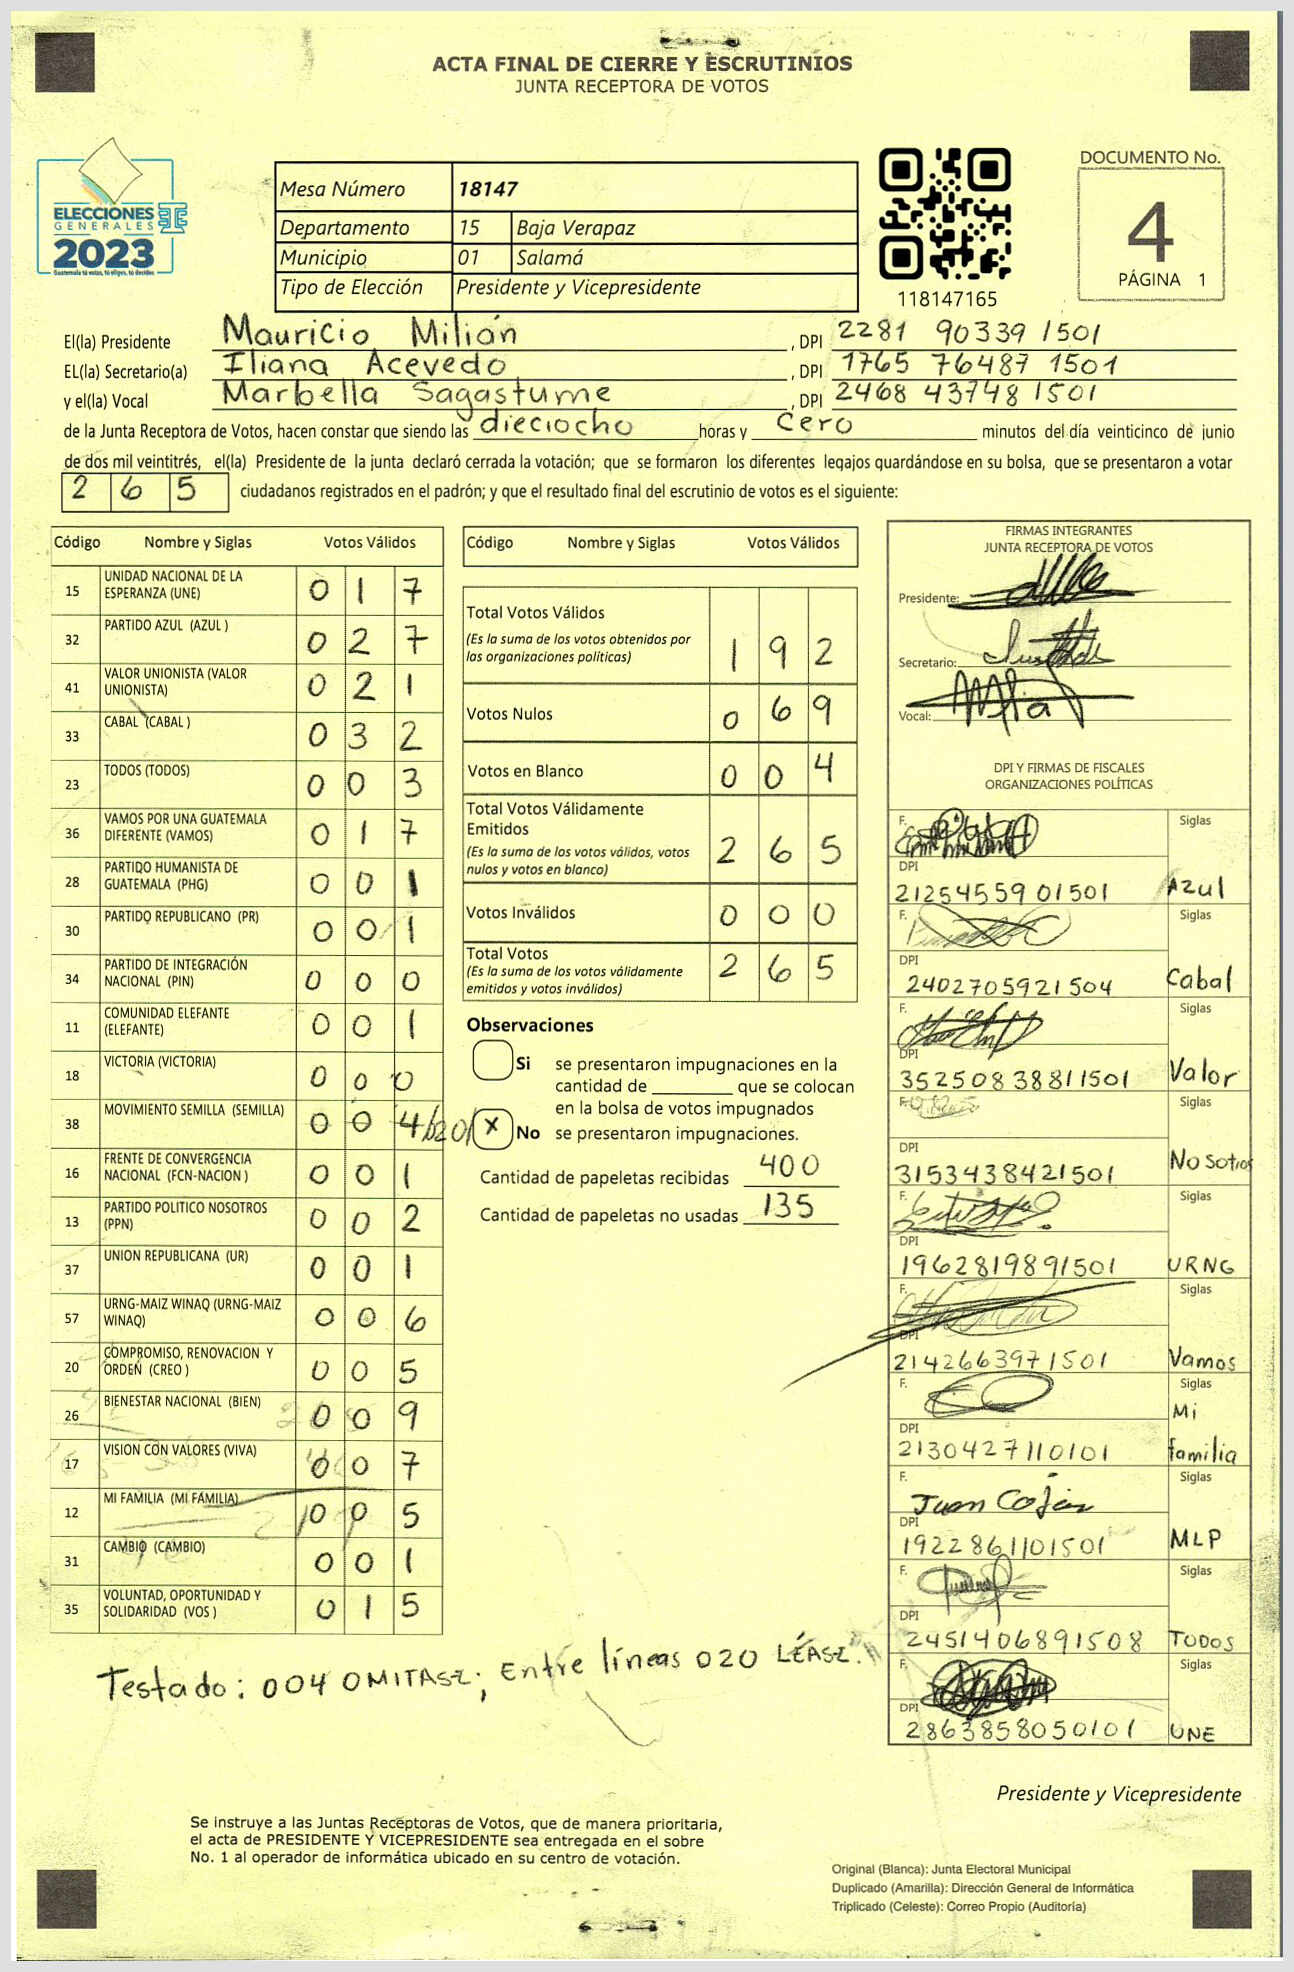 ACTA FINAL DE CIERRE Y ESCRUTINIOS
JUNTA RECEPTORA DE VOTOS
ELECCIONES
GENERALES
2023
Guatemala tú votas, tú eliges, tú decides
Mesa Número 18147
Departamento 15 Baja Verapaz
Municipio 01 Salamá
Tipo de Elección Presidente y Vicepresidente
118147165
DOCUMENTO No.
4
PÁGINA 1
El(la) Presidente Mauricio Milián , DPI 2281 90339 1501
EL(la) Secretario(a) Iliana Acevedo , DPI 1765 76487 1501
y el(la) Vocal Marbella Sagastume , DPI 2468 43748 1501
de la Junta Receptora de Votos, hacen constar que siendo las dieciocho horas y cero minutos del día veinticinco de junio
de dos mil veintitrés, el(la) Presidente de la junta declaró cerrada la votación; que se formaron los diferentes legajos guardándose en su bolsa, que se presentaron a votar
2 6 5 ciudadanos registrados en el padrón; y que el resultado final del escrutinio de votos es el siguiente:
Código Nombre y Siglas Votos Válidos
15 UNIDAD NACIONAL DE LA ESPERANZA (UNE) 0 1 7
32 PARTIDO AZUL (AZUL ) 0 2 7
41 VALOR UNIONISTA (VALOR UNIONISTA) 0 2 1
33 CABAL (CABAL ) 0 3 2
23 TODOS (TODOS) 0 0 3
36 VAMOS POR UNA GUATEMALA DIFERENTE (VAMOS) 0 1 7
28 PARTIDO HUMANISTA DE GUATEMALA (PHG) 0 0 1
30 PARTIDO REPUBLICANO (PR) 0 0 1
34 PARTIDO DE INTEGRACIÓN NACIONAL (PIN) 0 0 0
11 COMUNIDAD ELEFANTE (ELEFANTE) 0 0 1
18 VICTORIA (VICTORIA) 0 0 0
38 MOVIMIENTO SEMILLA (SEMILLA) 0 0 4 /020/
16 FRENTE DE CONVERGENCIA NACIONAL (FCN-NACION ) 0 0 1
13 PARTIDO POLITICO NOSOTROS (PPN) 0 0 2
37 UNION REPUBLICANA (UR) 0 0 1
57 URNG-MAIZ WINAQ (URNG-MAIZ WINAQ) 0 0 6
20 COMPROMISO, RENOVACION Y ORDEN (CREO ) 0 0 5
26 BIENESTAR NACIONAL (BIEN) 0 0 9
17 VISION CON VALORES (VIVA) 0 0 7
12 MI FAMILIA (MI FAMILIA) 0 0 5
31 CAMBIO (CAMBIO) 0 0 1
35 VOLUNTAD, OPORTUNIDAD Y SOLIDARIDAD (VOS ) 0 1 5
Código Nombre y Siglas Votos Válidos
Total Votos Válidos 1 9 2
(Es la suma de los votos obtenidos por
las organizaciones políticas)
Votos Nulos 0 6 9
Votos en Blanco 0 0 4
Total Votos Válidamente
Emitidos 2 6 5
(Es la suma de los votos válidos, votos
nulos y votos en blanco)
Votos Inválidos 0 0 0
Total Votos 2 6 5
(Es la suma de los votos válidamente
emitidos y votos inválidos)
Observaciones
Si se presentaron impugnaciones en la
cantidad de ________ que se colocan
en la bolsa de votos impugnados
X No se presentaron impugnaciones.
Cantidad de papeletas recibidas 400
Cantidad de papeletas no usadas 135
FIRMAS INTEGRANTES
JUNTA RECEPTORA DE VOTOS
Presidente:
Secretario:
Vocal:
DPI Y FIRMAS DE FISCALES
ORGANIZACIONES POLÍTICAS
F. Siglas
DPI
2125455901501 Azul
F. Siglas
DPI
2402705921504 Cabal
F. Siglas
DPI
35250838811501 Valor
F. Siglas
DPI
3153438421501 Nosotros
F. Siglas
DPI
1962819891501 URNG
F. Siglas
DPI
2142663971501 Vamos
F. Siglas
Mi
DPI
2130427110101 familia
F. Siglas
Juan Cojón
DPI
1922861101501 MLP
F. Siglas
DPI
2451406891508 TODOS
F. Siglas
DPI
2863858050101 UNE
Testado: 004 OMITASE; Entre líneas 020 LÉASE.
Presidente y Vicepresidente
Se instruye a las Juntas Receptoras de Votos, que de manera prioritaria,
el acta de PRESIDENTE Y VICEPRESIDENTE sea entregada en el sobre
No. 1 al operador de informática ubicado en su centro de votación.
Original (Blanca): Junta Electoral Municipal
Duplicado (Amarilla): Dirección General de Informática
Triplicado (Celeste): Correo Propio (Auditoría)